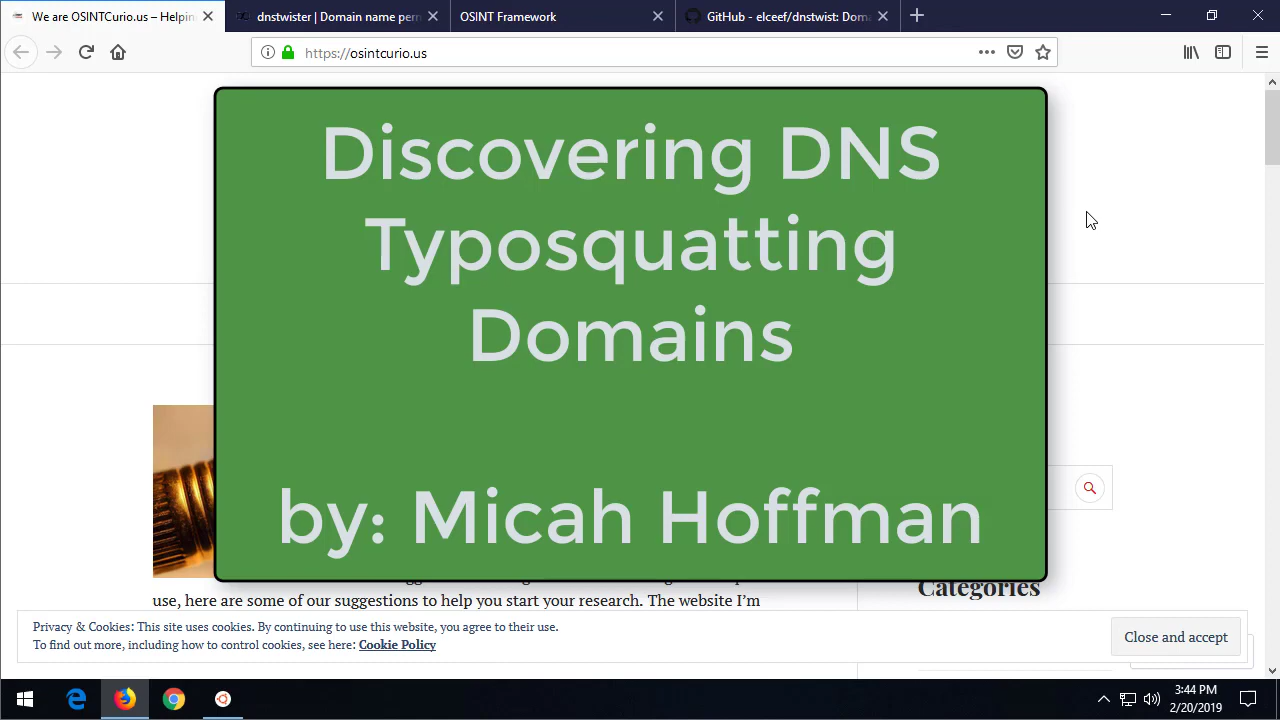 We are OSINTCurio.us – Helpin
dnstwister | Domain name perm
OSINT Framework
GitHub - elceef/dnstwist: Doma
https://osintcurio.us
Discovering DNS
Typosquatting
Domains
by: Micah Hoffman
use, here are some of our suggestions to help you start your research. The website I’m
Categories
Privacy & Cookies: This site uses cookies. By continuing to use this website, you agree to their use.
To find out more, including how to control cookies, see here: Cookie Policy
Close and accept
3:44 PM
2/20/2019